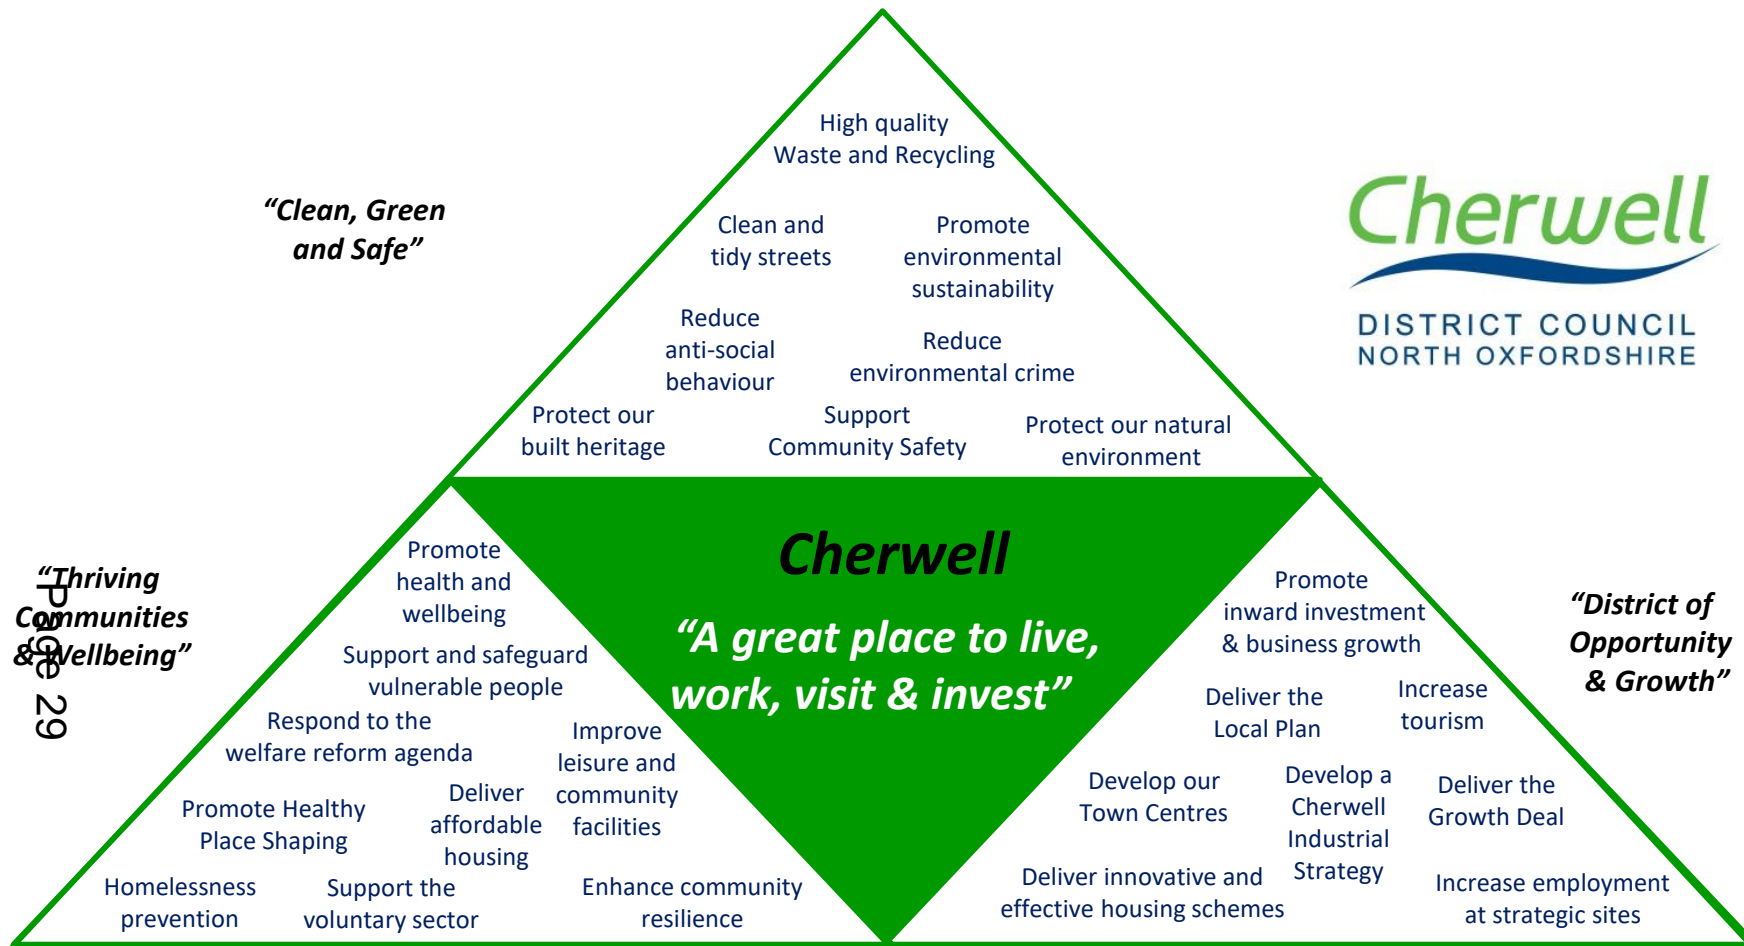 High quality
Waste and Recycling
“Clean, Green
and Safe”
Clean and
tidy streets
Promote
environmental
sustainability
Reduce
anti-social
behaviour
Reduce
environmental crime
Protect our
built heritage
Support
Community Safety
Protect our natural
environment
Cherwell
DISTRICT COUNCIL
NORTH OXFORDSHIRE
Cherwell
“A great place to live,
work, visit & invest”
“Thriving
Communities
& Wellbeing”
Page 29
Promote
health and
wellbeing
Support and safeguard
vulnerable people
Respond to the
welfare reform agenda
Improve
leisure and
community
facilities
Promote Healthy
Place Shaping
Deliver
affordable
housing
Homelessness
prevention
Support the
voluntary sector
Enhance community
resilience
Promote
inward investment
& business growth
“District of
Opportunity
& Growth”
Deliver the
Local Plan
Increase
tourism
Develop our
Town Centres
Develop a
Cherwell
Industrial
Strategy
Deliver the
Growth Deal
Deliver innovative and
effective housing schemes
Increase employment
at strategic sites